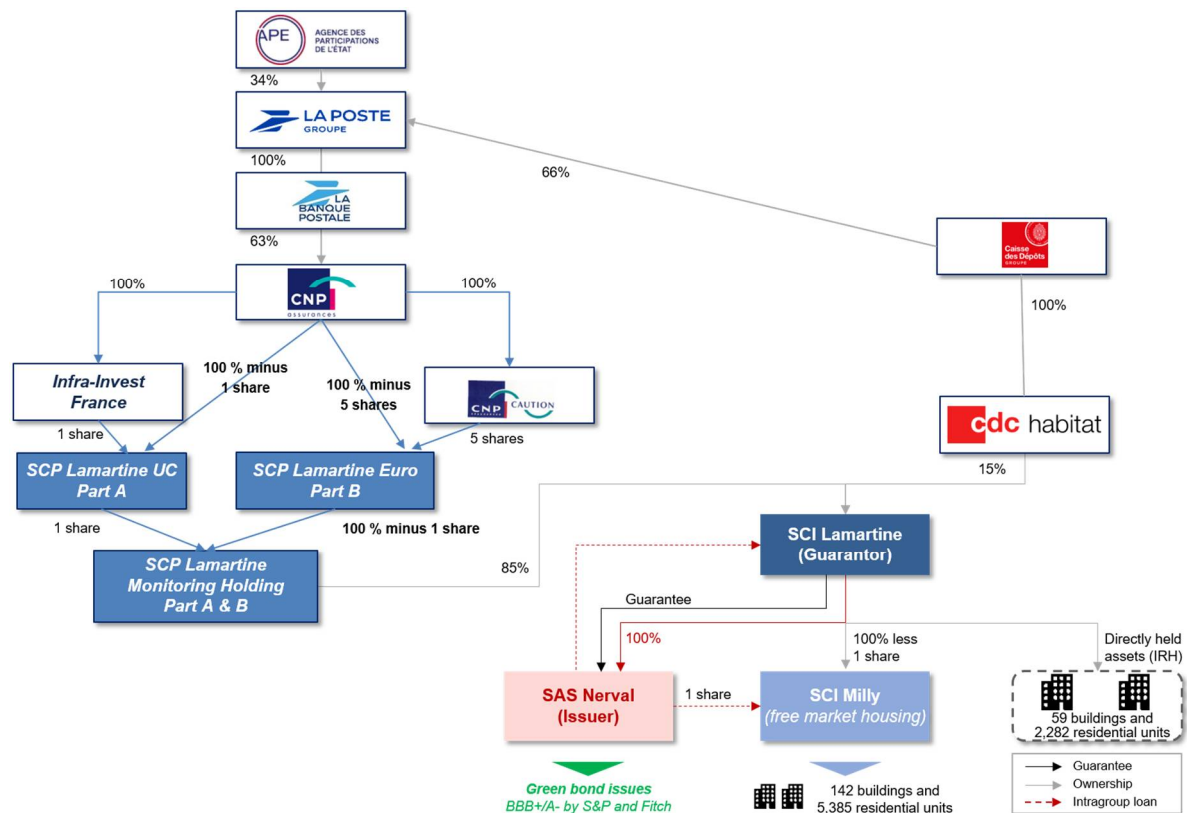 APE
AGENCE DES
PARTICIPATIONS
DE L'ÉTAT
34%
LA POSTE
GROUPE
100%
66%
LA
BANQUE
POSTALE
63%
Caisse
des Dépôts
GROUPE
100%
CNP
assurances
100%
100%
100 % minus
1 share
100 % minus
5 shares
Infra-Invest
France
CNP CAUTION
cdc habitat
1 share
5 shares
15%
SCP Lamartine UC
Part A
SCP Lamartine Euro
Part B
1 share
100 % minus 1 share
SCI Lamartine
(Guarantor)
SCP Lamartine
Monitoring Holding
Part A & B
85%
Guarantee
100%
100% less
1 share
Directly held
assets (IRH)
SAS Nerval
(Issuer)
1 share
SCI Milly
(free market housing)
59 buildings and
2,282 residential units
Green bond issues
BBB+/A- by S&P and Fitch
142 buildings and
5,385 residential units
Guarantee
Ownership
Intragroup loan